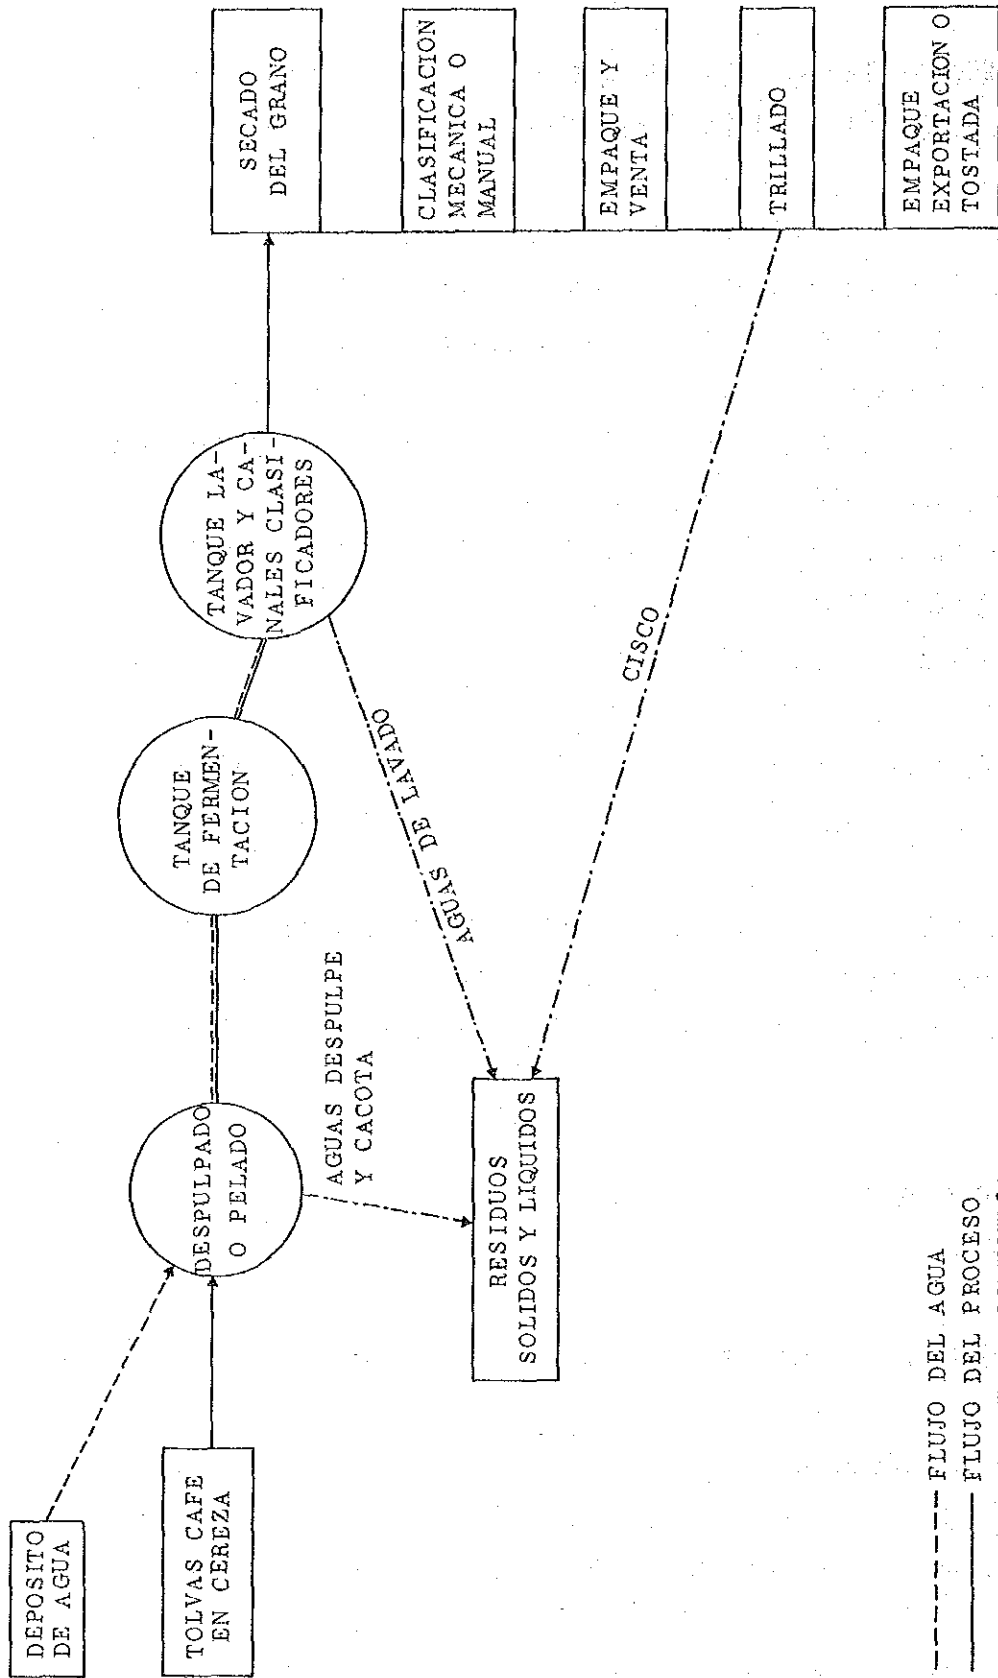 DEPOSITO
DE AGUA
TOLVAS CAFE
EN CEREZA
DESPULPADO
O PELADO
TANQUE
DE FERMEN-
TACION
TANQUE LA-
VADOR Y CA-
NALES CLASI-
FICADORES
SECADO
DEL GRANO
CLASIFICACION
MECANICA O
MANUAL
EMPAQUE Y
VENTA
TRILLADO
EMPAQUE
EXPORTACION O
TOSTADA
AGUAS DESPULPE
Y CACOTA
AGUAS DE LAVADO
CISCO
RESIDUOS
SOLIDOS Y LIQUIDOS
FLUJO DEL AGUA
FLUJO DEL PROCESO